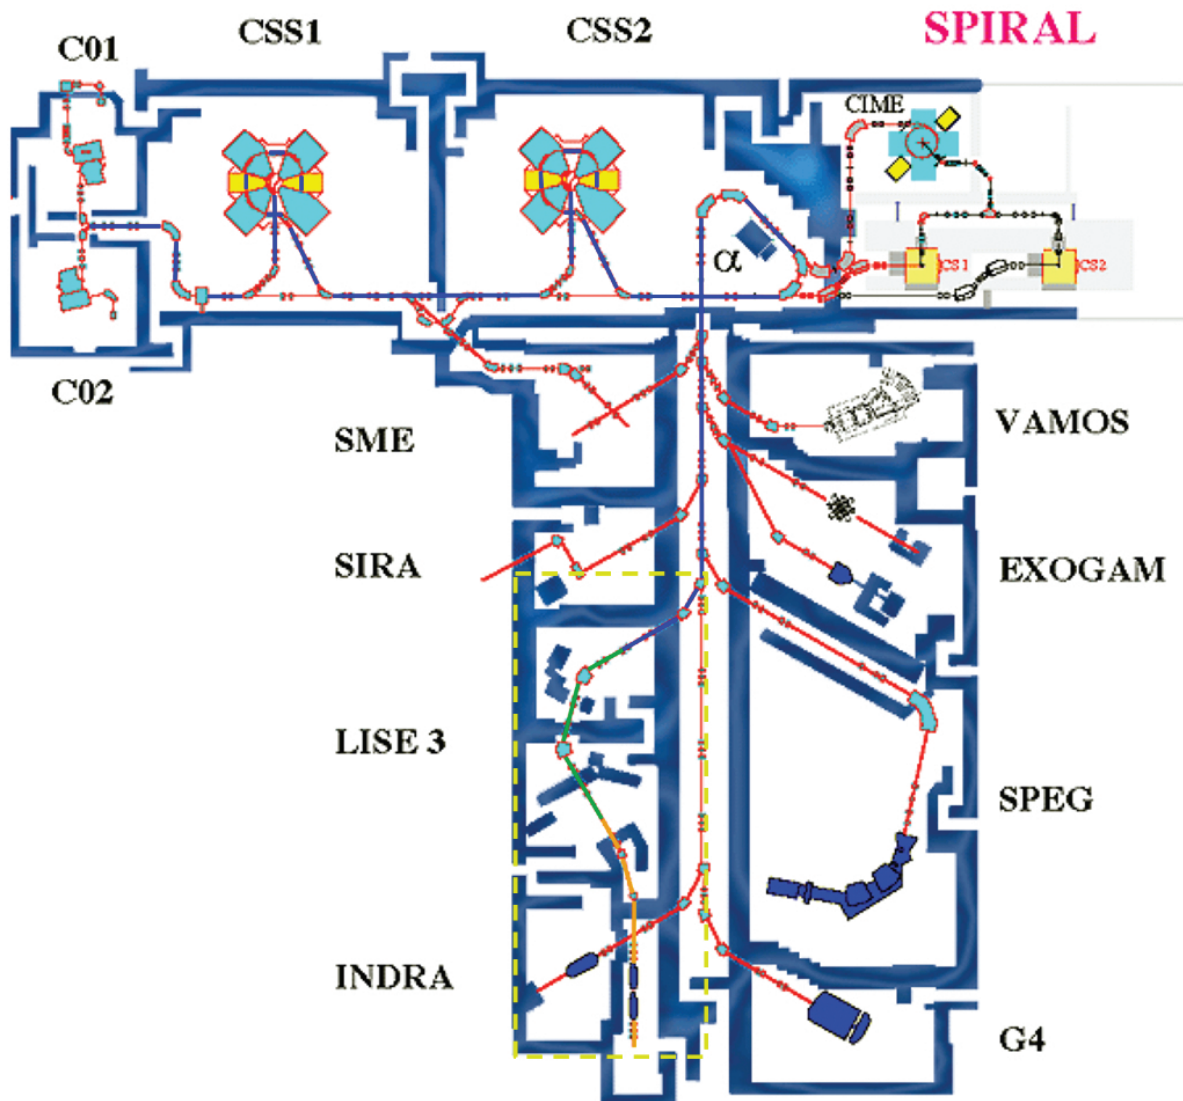 CSS1
CSS2
SPIRAL
C01
CIME
α
CS1
CS2
C02
SME
VAMOS
SIRA
EXOGAM
LISE 3
SPEG
INDRA
G4